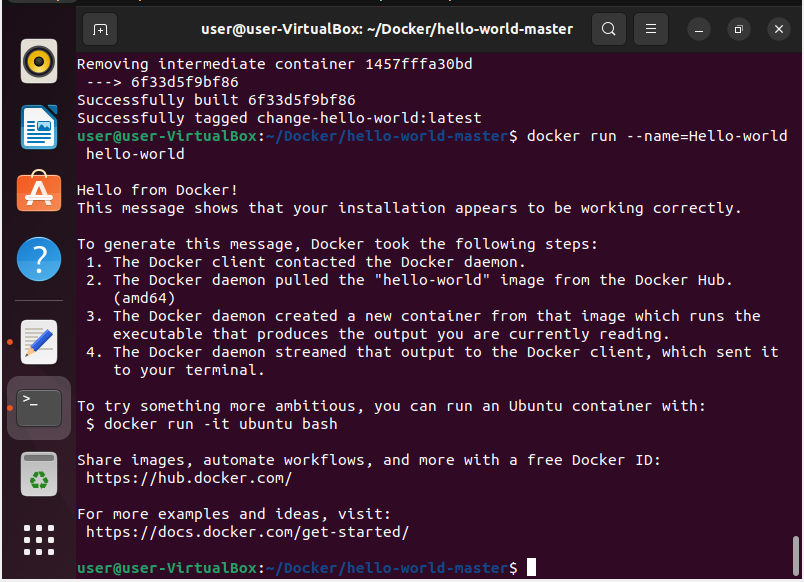 user@user-VirtualBox: ~/Docker/hello-world-master
Removing intermediate container 1457fffa30bd
 ---> 6f33d5f9bf86
Successfully built 6f33d5f9bf86
Successfully tagged change-hello-world:latest
user@user-VirtualBox:~/Docker/hello-world-master$ docker run --name=Hello-world
 hello-world

Hello from Docker!
This message shows that your installation appears to be working correctly.

To generate this message, Docker took the following steps:
 1. The Docker client contacted the Docker daemon.
 2. The Docker daemon pulled the "hello-world" image from the Docker Hub.
    (amd64)
 3. The Docker daemon created a new container from that image which runs the
    executable that produces the output you are currently reading.
 4. The Docker daemon streamed that output to the Docker client, which sent it
    to your terminal.

To try something more ambitious, you can run an Ubuntu container with:
 $ docker run -it ubuntu bash

Share images, automate workflows, and more with a free Docker ID:
 https://hub.docker.com/

For more examples and ideas, visit:
 https://docs.docker.com/get-started/

user@user-VirtualBox:~/Docker/hello-world-master$